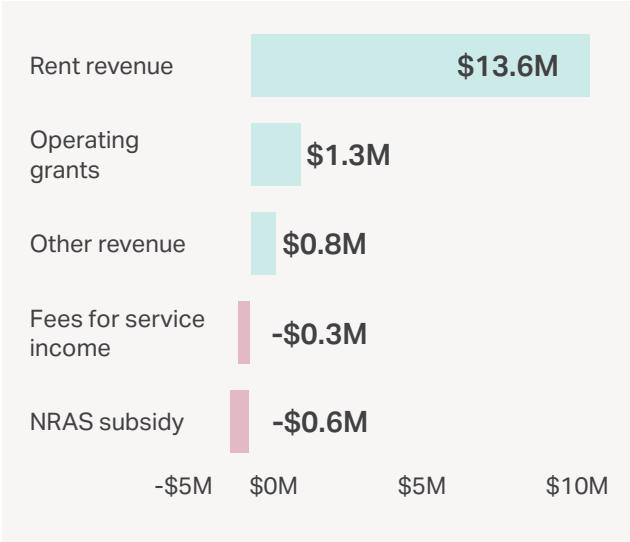 Rent revenue
$13.6M
Operating
grants
$1.3M
Other revenue
$0.8M
Fees for service
income
-$0.3M
NRAS subsidy
-$0.6M
-$5M $0M $5M $10M